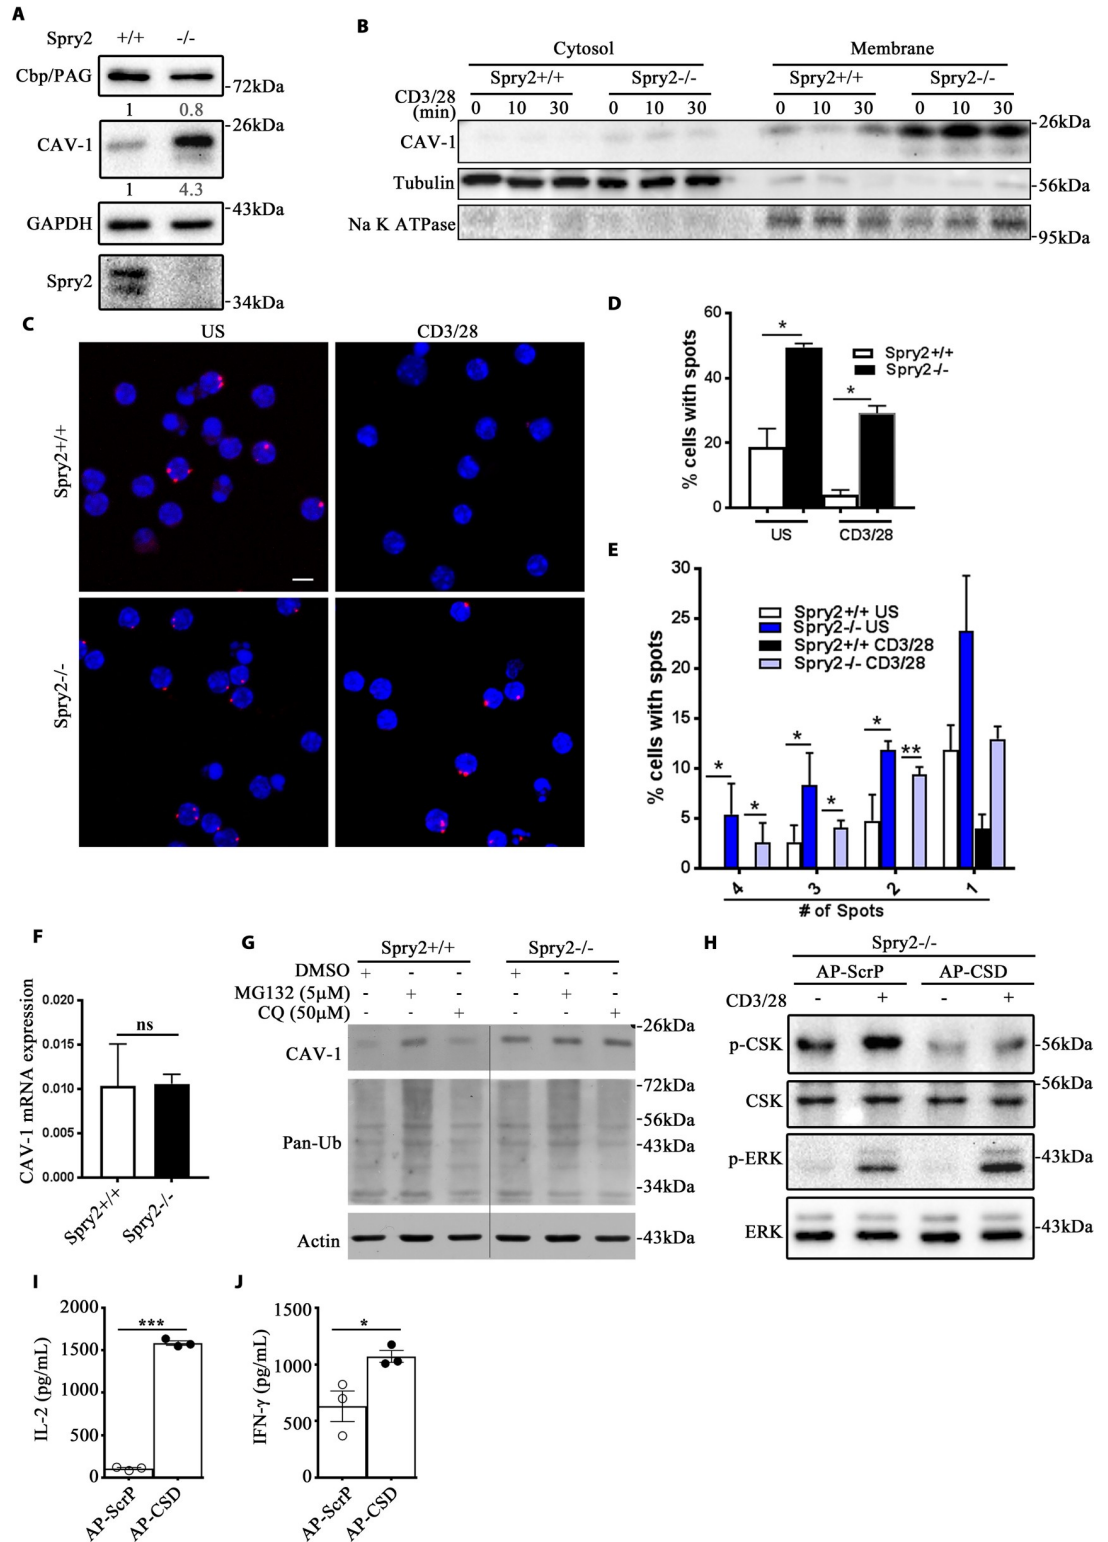 A
Spry2 +/+ -/-
Cbp/PAG
-72kDa
1 0.8
-26kDa
CAV-1
1 4.3
-43kDa
GAPDH
Spry2
-34kDa
B
Cytosol Membrane
Spry2+/+ Spry2-/- Spry2+/+ Spry2-/-
CD3/28
(min) 0 10 30 0 10 30 0 10 30 0 10 30
-26kDa
CAV-1
Tubulin
-56kDa
Na K ATPase
-95kDa
C
US CD3/28
Spry2+/+
Spry2-/-
D
60
40
20
0
% cells with spots
* *
Spry2+/+
Spry2-/-
US CD3/28
E
30
25
20
15
10
5
0
% cells with spots
Spry2+/+ US
Spry2-/- US
Spry2+/+ CD3/28
Spry2-/- CD3/28
* * * * * **
4 3 2 1
# of Spots
F
0.020
0.015
0.010
0.005
0.000
CAV-1 mRNA expression
ns
Spry2+/+ Spry2-/-
G
Spry2+/+ Spry2-/-
DMSO + - - + - -
MG132 (5μM) - + - - + -
CQ (50μM) - - + - - +
-26kDa
CAV-1
-72kDa
-56kDa
Pan-Ub
-43kDa
-34kDa
Actin -43kDa
H
Spry2-/-
AP-ScrP AP-CSD
CD3/28 - + - +
p-CSK -56kDa
-56kDa
CSK
p-ERK -43kDa
ERK -43kDa
I
2000
1500
1000
500
0
IL-2 (pg/mL)
***
AP-ScrP AP-CSD
J
1500
1000
500
0
IFN-γ (pg/mL)
*
AP-ScrP AP-CSD